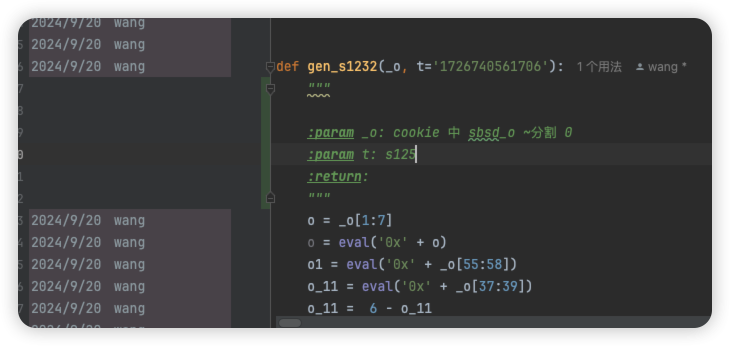 2024/9/20 wang
5 2024/9/20 wang
6 2024/9/20 wang def gen_s1232(_o, t='1726740561706'): 1个用法 wang *
7 """
8
9 :param _o: cookie 中 sbsd_o ~分割 0
0 :param t: s125
1 :return:
2 """
3 2024/9/20 wang o = _o[1:7]
4 2024/9/20 wang o = eval('0x' + o)
5 2024/9/20 wang o1 = eval('0x' + _o[55:58])
6 2024/9/20 wang o_11 = eval('0x' + _o[37:39])
7 2024/9/20 wang o_11 = 6 - o_11
2024/9/20 wang